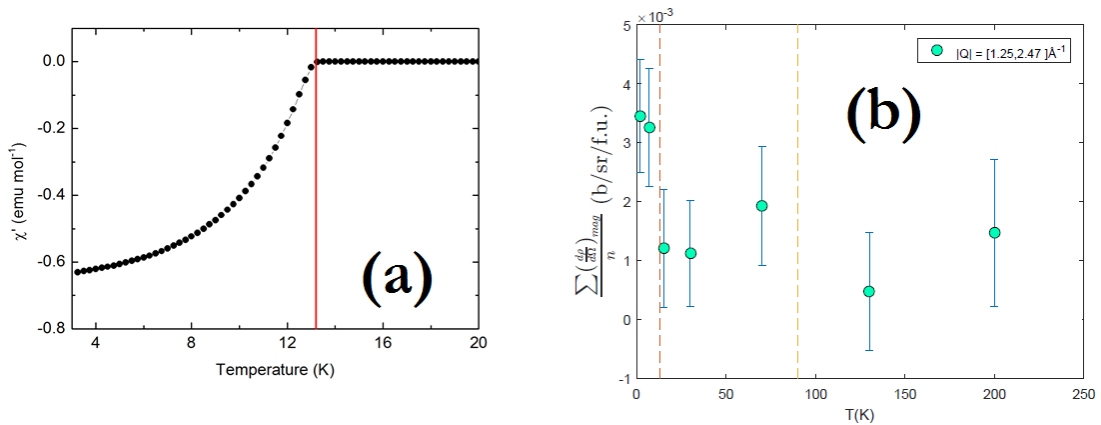 0.0
-0.2
-0.4
-0.6
-0.8
χ' (emu mol⁻¹)
4 8 12 16 20
Temperature (K)
(a)
×10⁻³
5
4
3
2
1
0
-1
∑(dρ/dΩ)mag / n (b/sr/f.u.)
0 50 100 150 200 250
T(K)
|Q| = [1.25,2.47 ]Å⁻¹
(b)